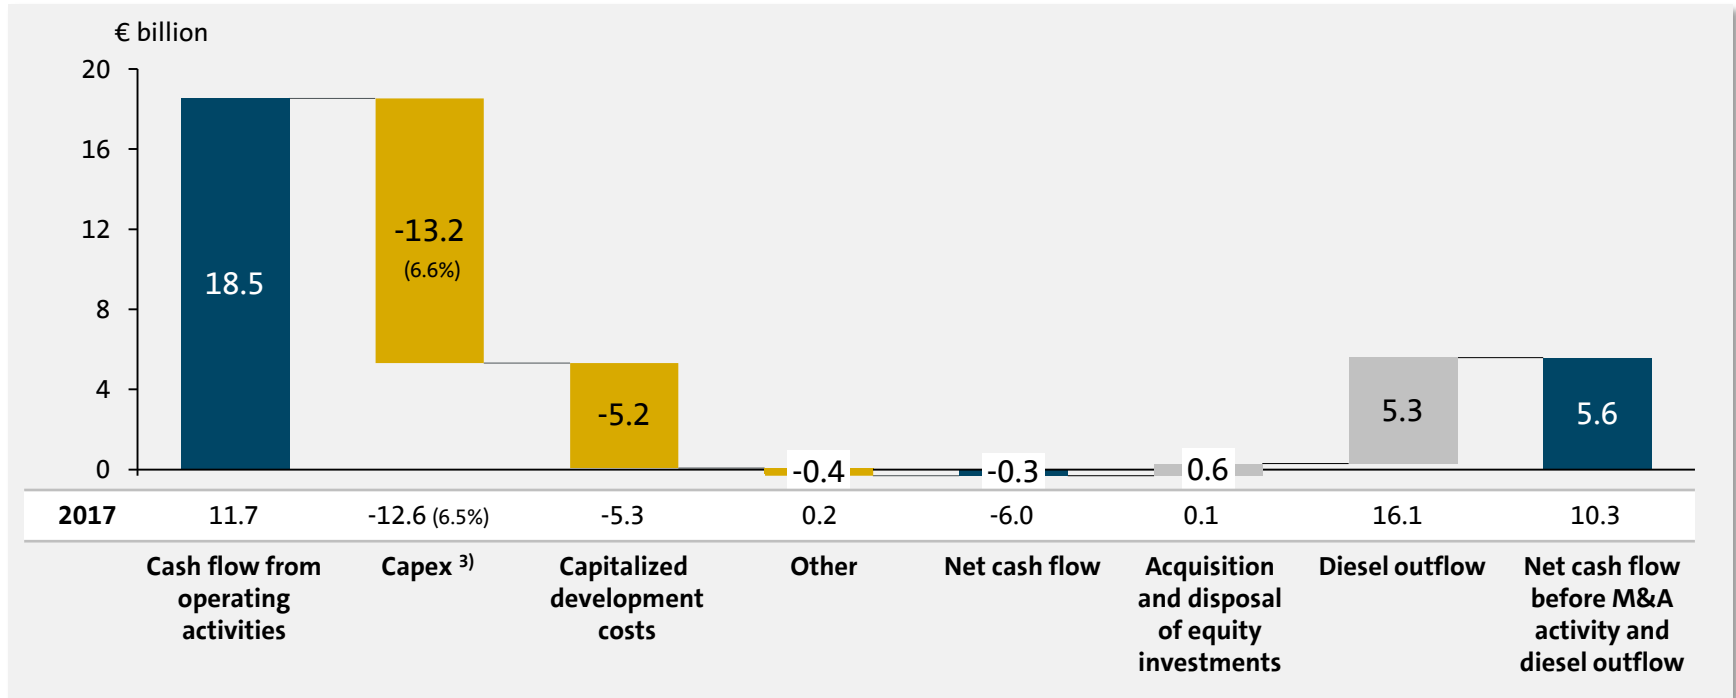 € billion
20
16
12
8
4
0
18.5
-13.2
(6.6%)
-5.2
-0.4
-0.3
0.6
5.3
5.6
2017 11.7 -12.6 (6.5%) -5.3 0.2 -6.0 0.1 16.1 10.3
Cash flow from
operating
activities
Capex 3)
Capitalized
development
costs
Other
Net cash flow
Acquisition
and disposal
of equity
investments
Diesel outflow
Net cash flow
before M&A
activity and
diesel outflow